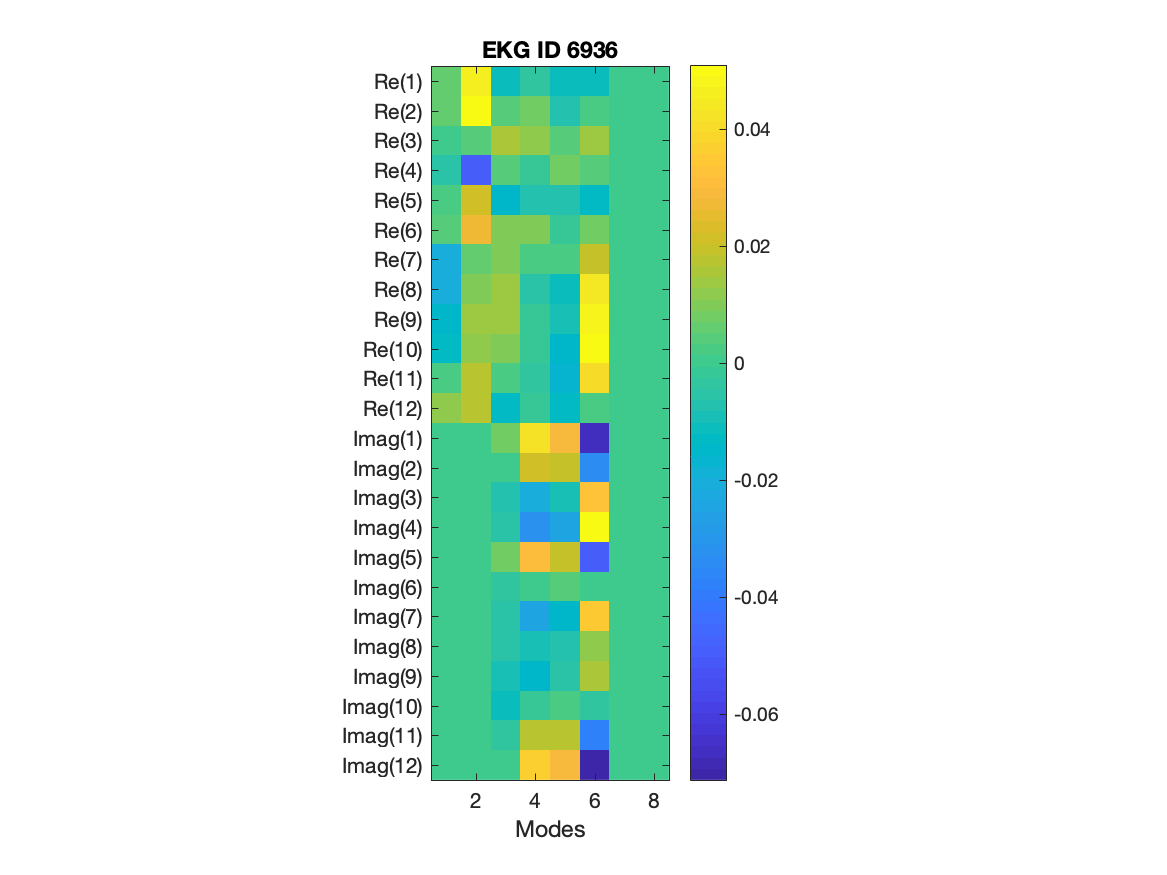 EKG ID 6936
Re(1)
Re(2)
Re(3)
Re(4)
Re(5)
Re(6)
Re(7)
Re(8)
Re(9)
Re(10)
Re(11)
Re(12)
Imag(1)
Imag(2)
Imag(3)
Imag(4)
Imag(5)
Imag(6)
Imag(7)
Imag(8)
Imag(9)
Imag(10)
Imag(11)
Imag(12)
2 4 6 8
Modes
0.04
0.02
0
-0.02
-0.04
-0.06